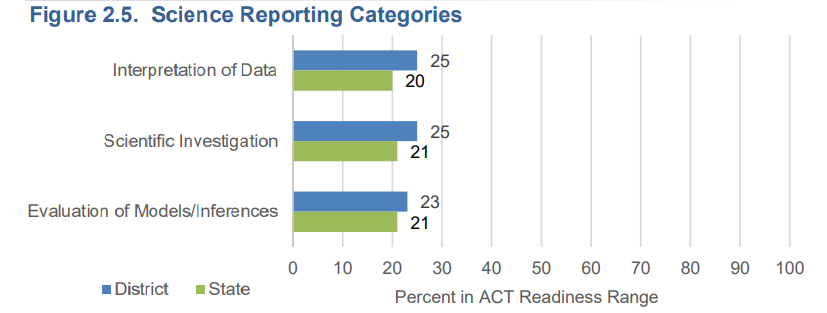 Figure 2.5.  Science Reporting Categories
Interpretation of Data
25
20
Scientific Investigation
25
21
Evaluation of Models/Inferences
23
21
0 10 20 30 40 50 60 70 80 90 100
District State
Percent in ACT Readiness Range